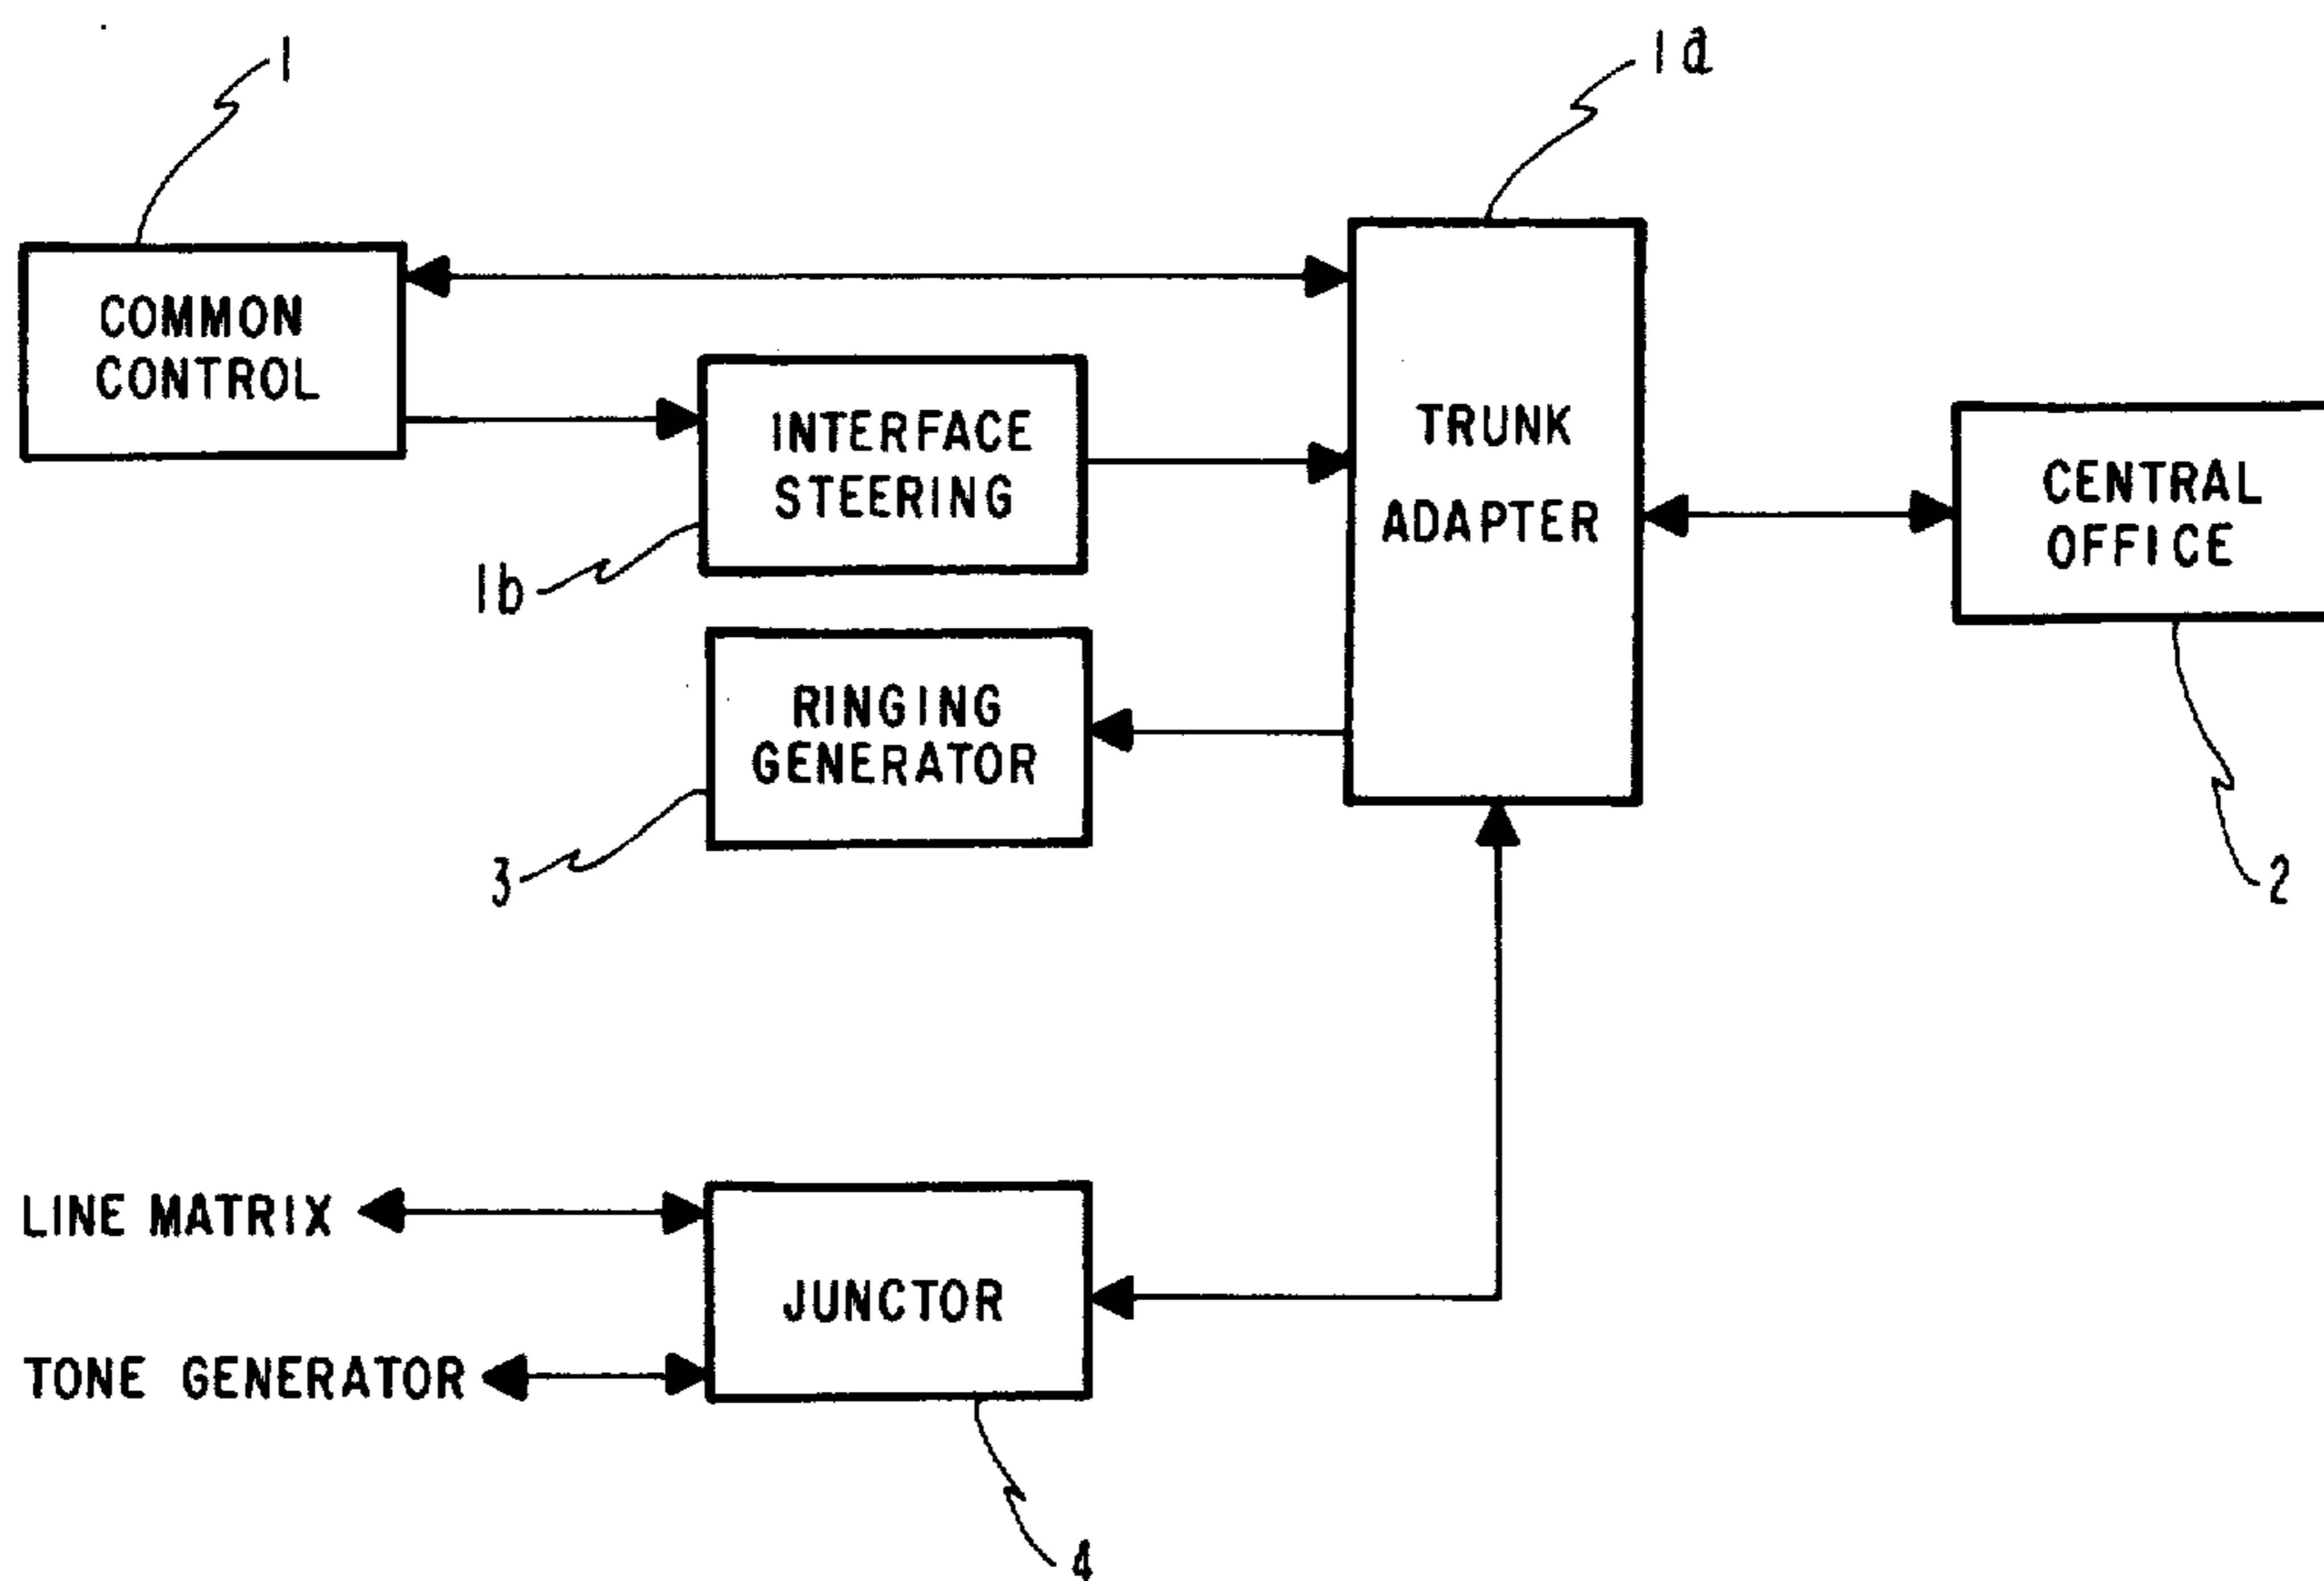 1
1a
COMMON
CONTROL
INTERFACE
STEERING
TRUNK
ADAPTER
CENTRAL
OFFICE
1b
RINGING
GENERATOR
3
2
LINE MATRIX
JUNCTOR
TONE GENERATOR
4